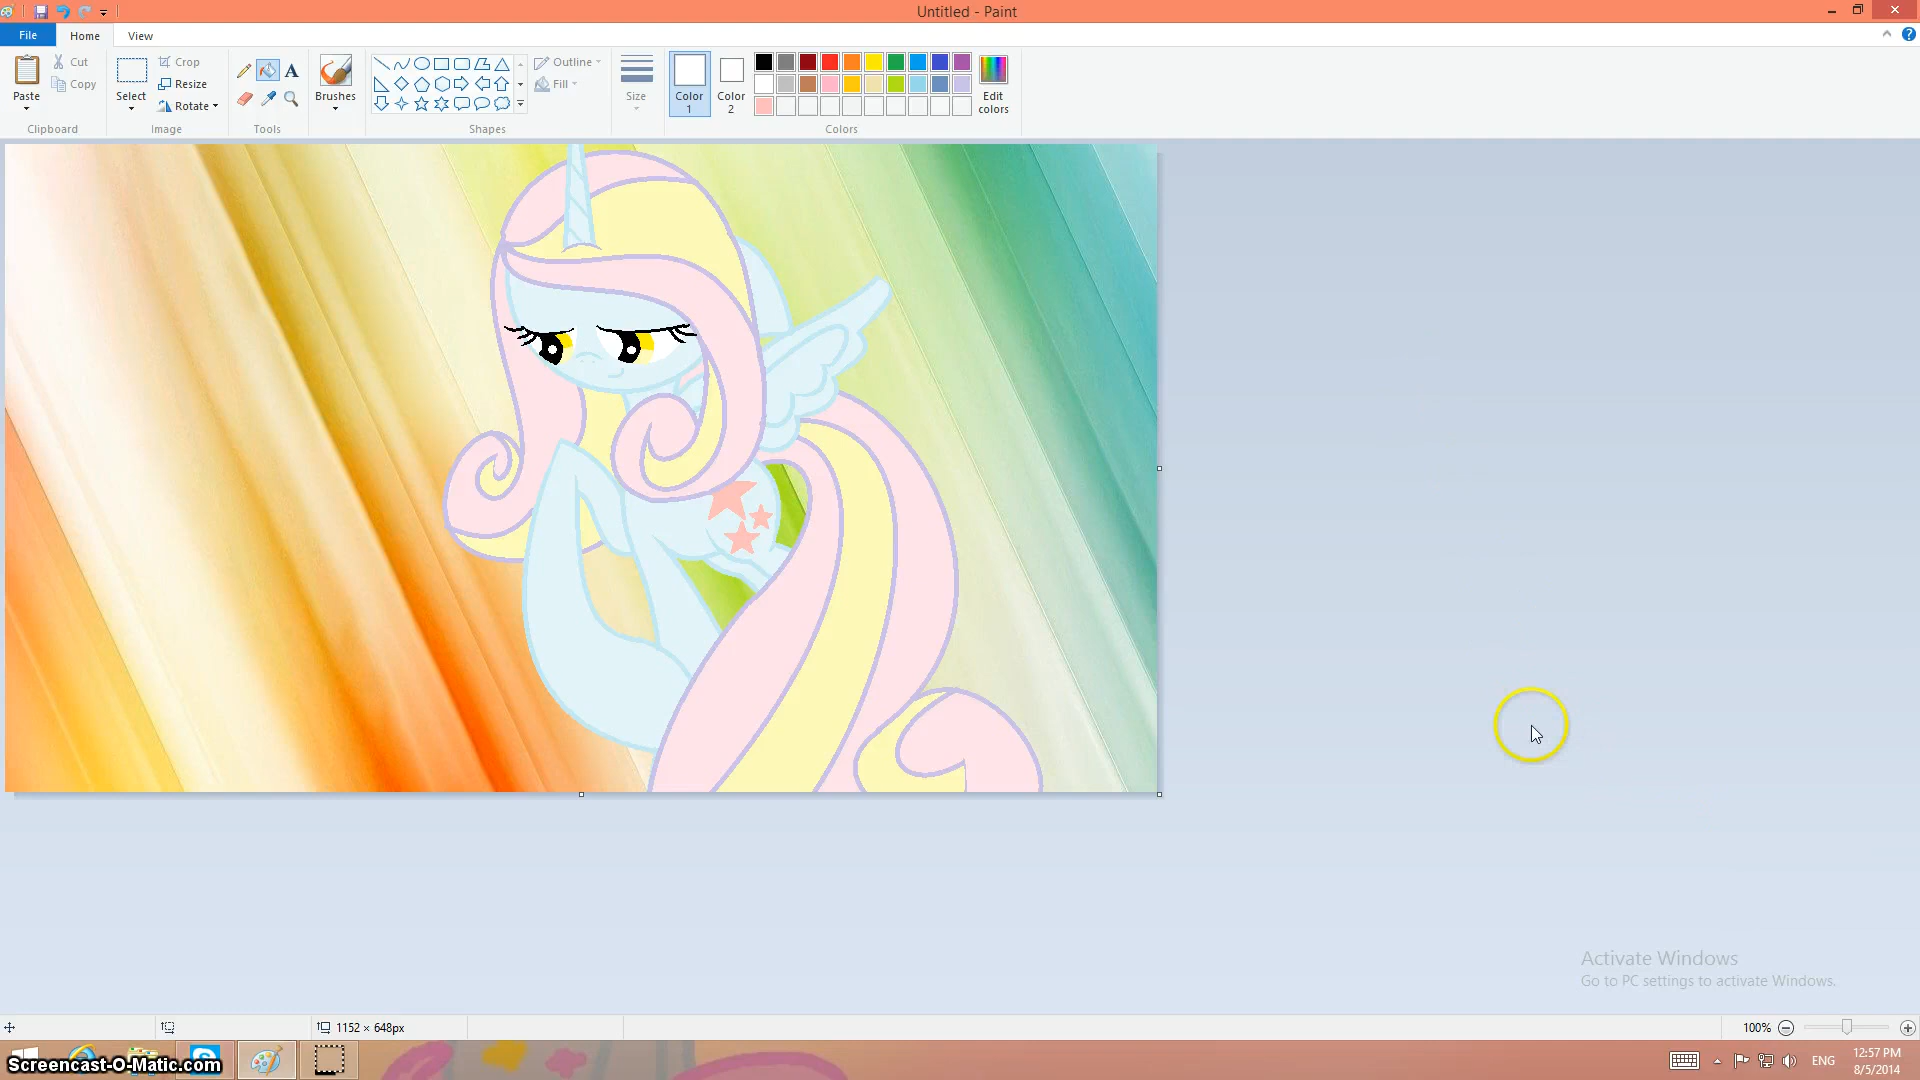 Untitled - Paint
File
Home
View
Paste
Cut
Copy
Clipboard
Select
Crop
Resize
Rotate
Image
A
Tools
Brushes
Outline
Fill
Shapes
Size
Color 1
Color 2
Edit colors
Colors
Activate Windows
Go to PC settings to activate Windows.
1152 × 648px
100%
Screencast-O-Matic.com
ENG
12:57 PM
8/5/2014